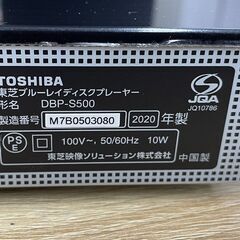 TOSHIBA
東芝ブルーレイディスクプレーヤー
形名 DBP-S500
製造番号 M7B0503080 2020 年製
PS
E
100V~, 50/60Hz 10W
東芝映像ソリューション株式会社
中国製
S
JQA
JQ10786